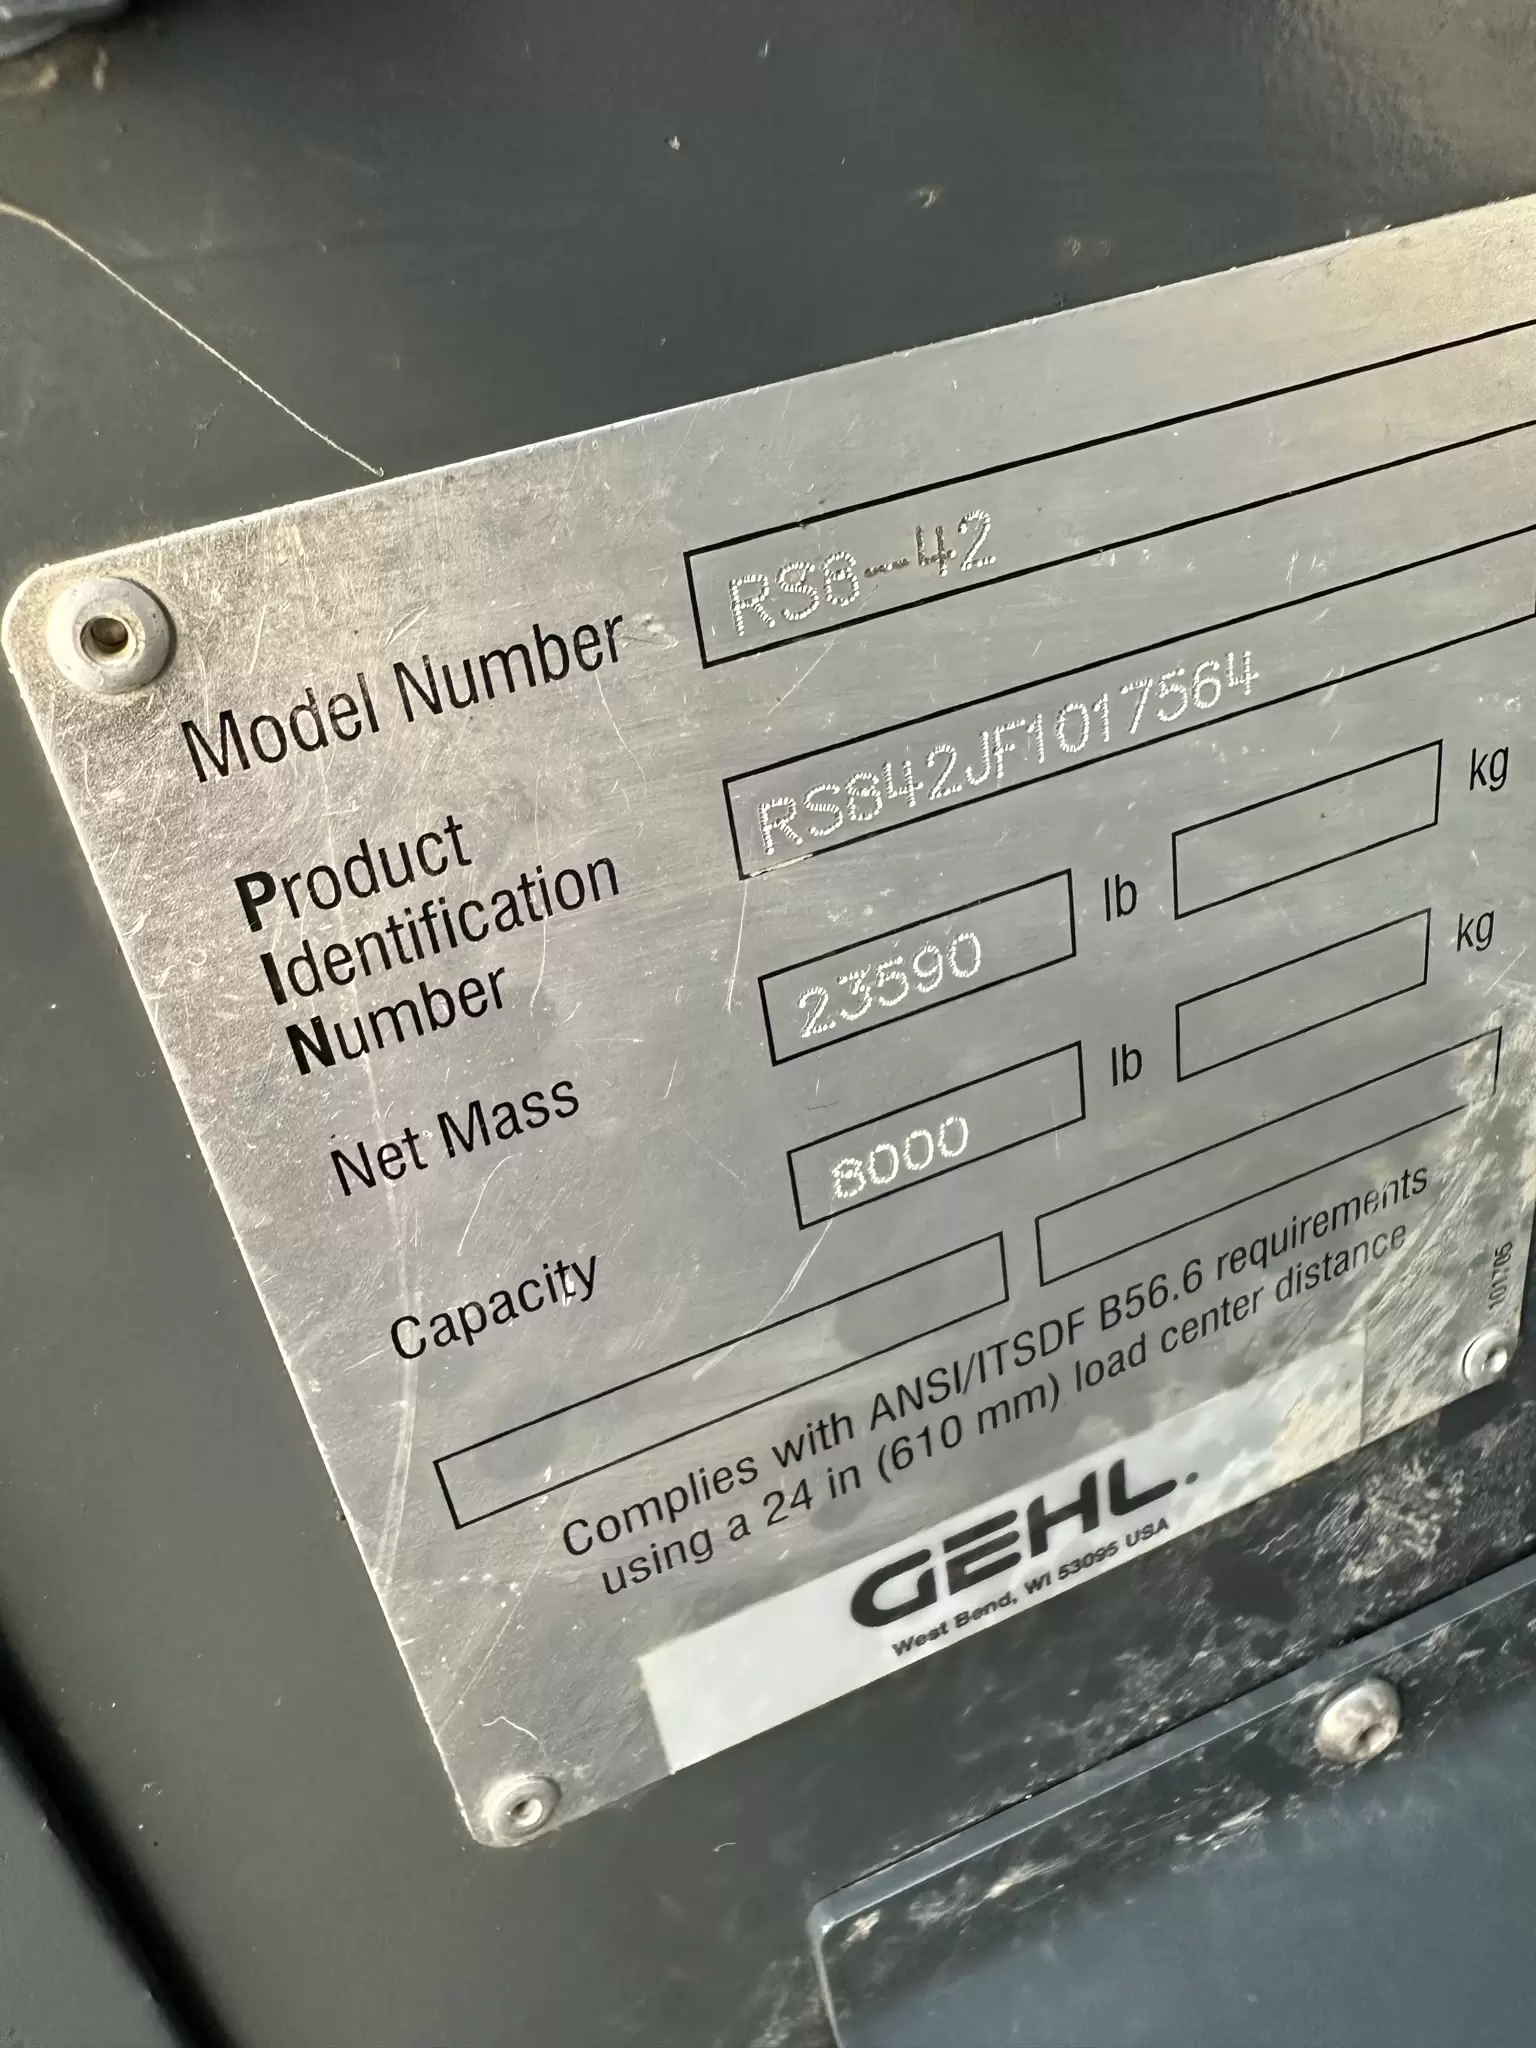 Model Number RS8-42
Product
Identification
Number RS842JF1017564
Net Mass 23590 lb kg
Capacity 8000 lb kg
Complies with ANSI/ITSDF B56.6 requirements
using a 24 in (610 mm) load center distance
GEHL.
West Bend, WI 53095 USA